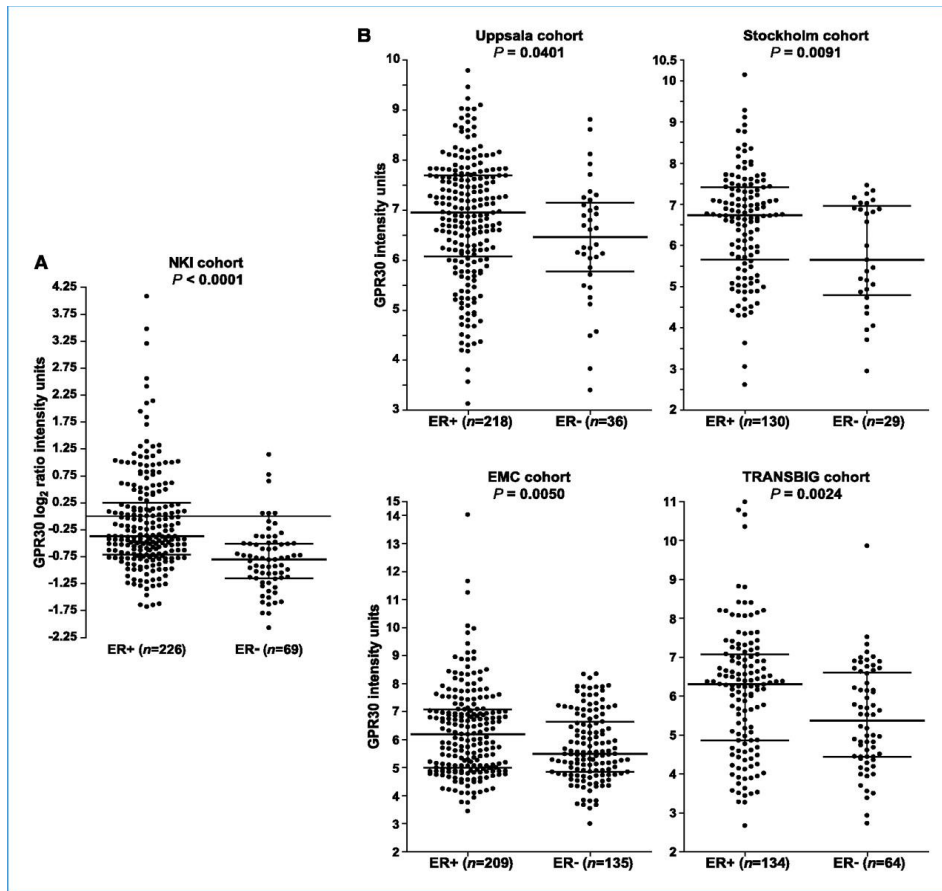 A
NKI cohort
P < 0.0001
GPR30 log2 ratio intensity units
4.25
3.75
3.25
2.75
2.25
1.75
1.25
0.75
0.25
-0.25
-0.75
-1.25
-1.75
-2.25
ER+ (n=226)
ER- (n=69)
B
Uppsala cohort
P = 0.0401
GPR30 intensity units
10
9
8
7
6
5
4
3
ER+ (n=218)
ER- (n=36)
Stockholm cohort
P = 0.0091
10.5
10
9
8
7
6
5
4
3
2
ER+ (n=130)
ER- (n=29)
EMC cohort
P = 0.0050
GPR30 intensity units
15
14
13
12
11
10
9
8
7
6
5
4
3
2
ER+ (n=209)
ER- (n=135)
TRANSBIG cohort
P = 0.0024
11
10
9
8
7
6
5
4
3
2
ER+ (n=134)
ER- (n=64)